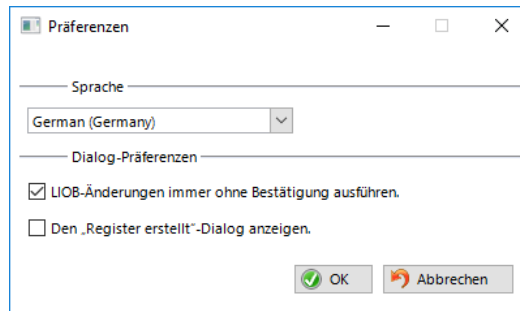 Präferenzen
Sprache
German (Germany)
Dialog-Präferenzen
LIOB-Änderungen immer ohne Bestätigung ausführen.
Den „Register erstellt“-Dialog anzeigen.
OK Abbrechen